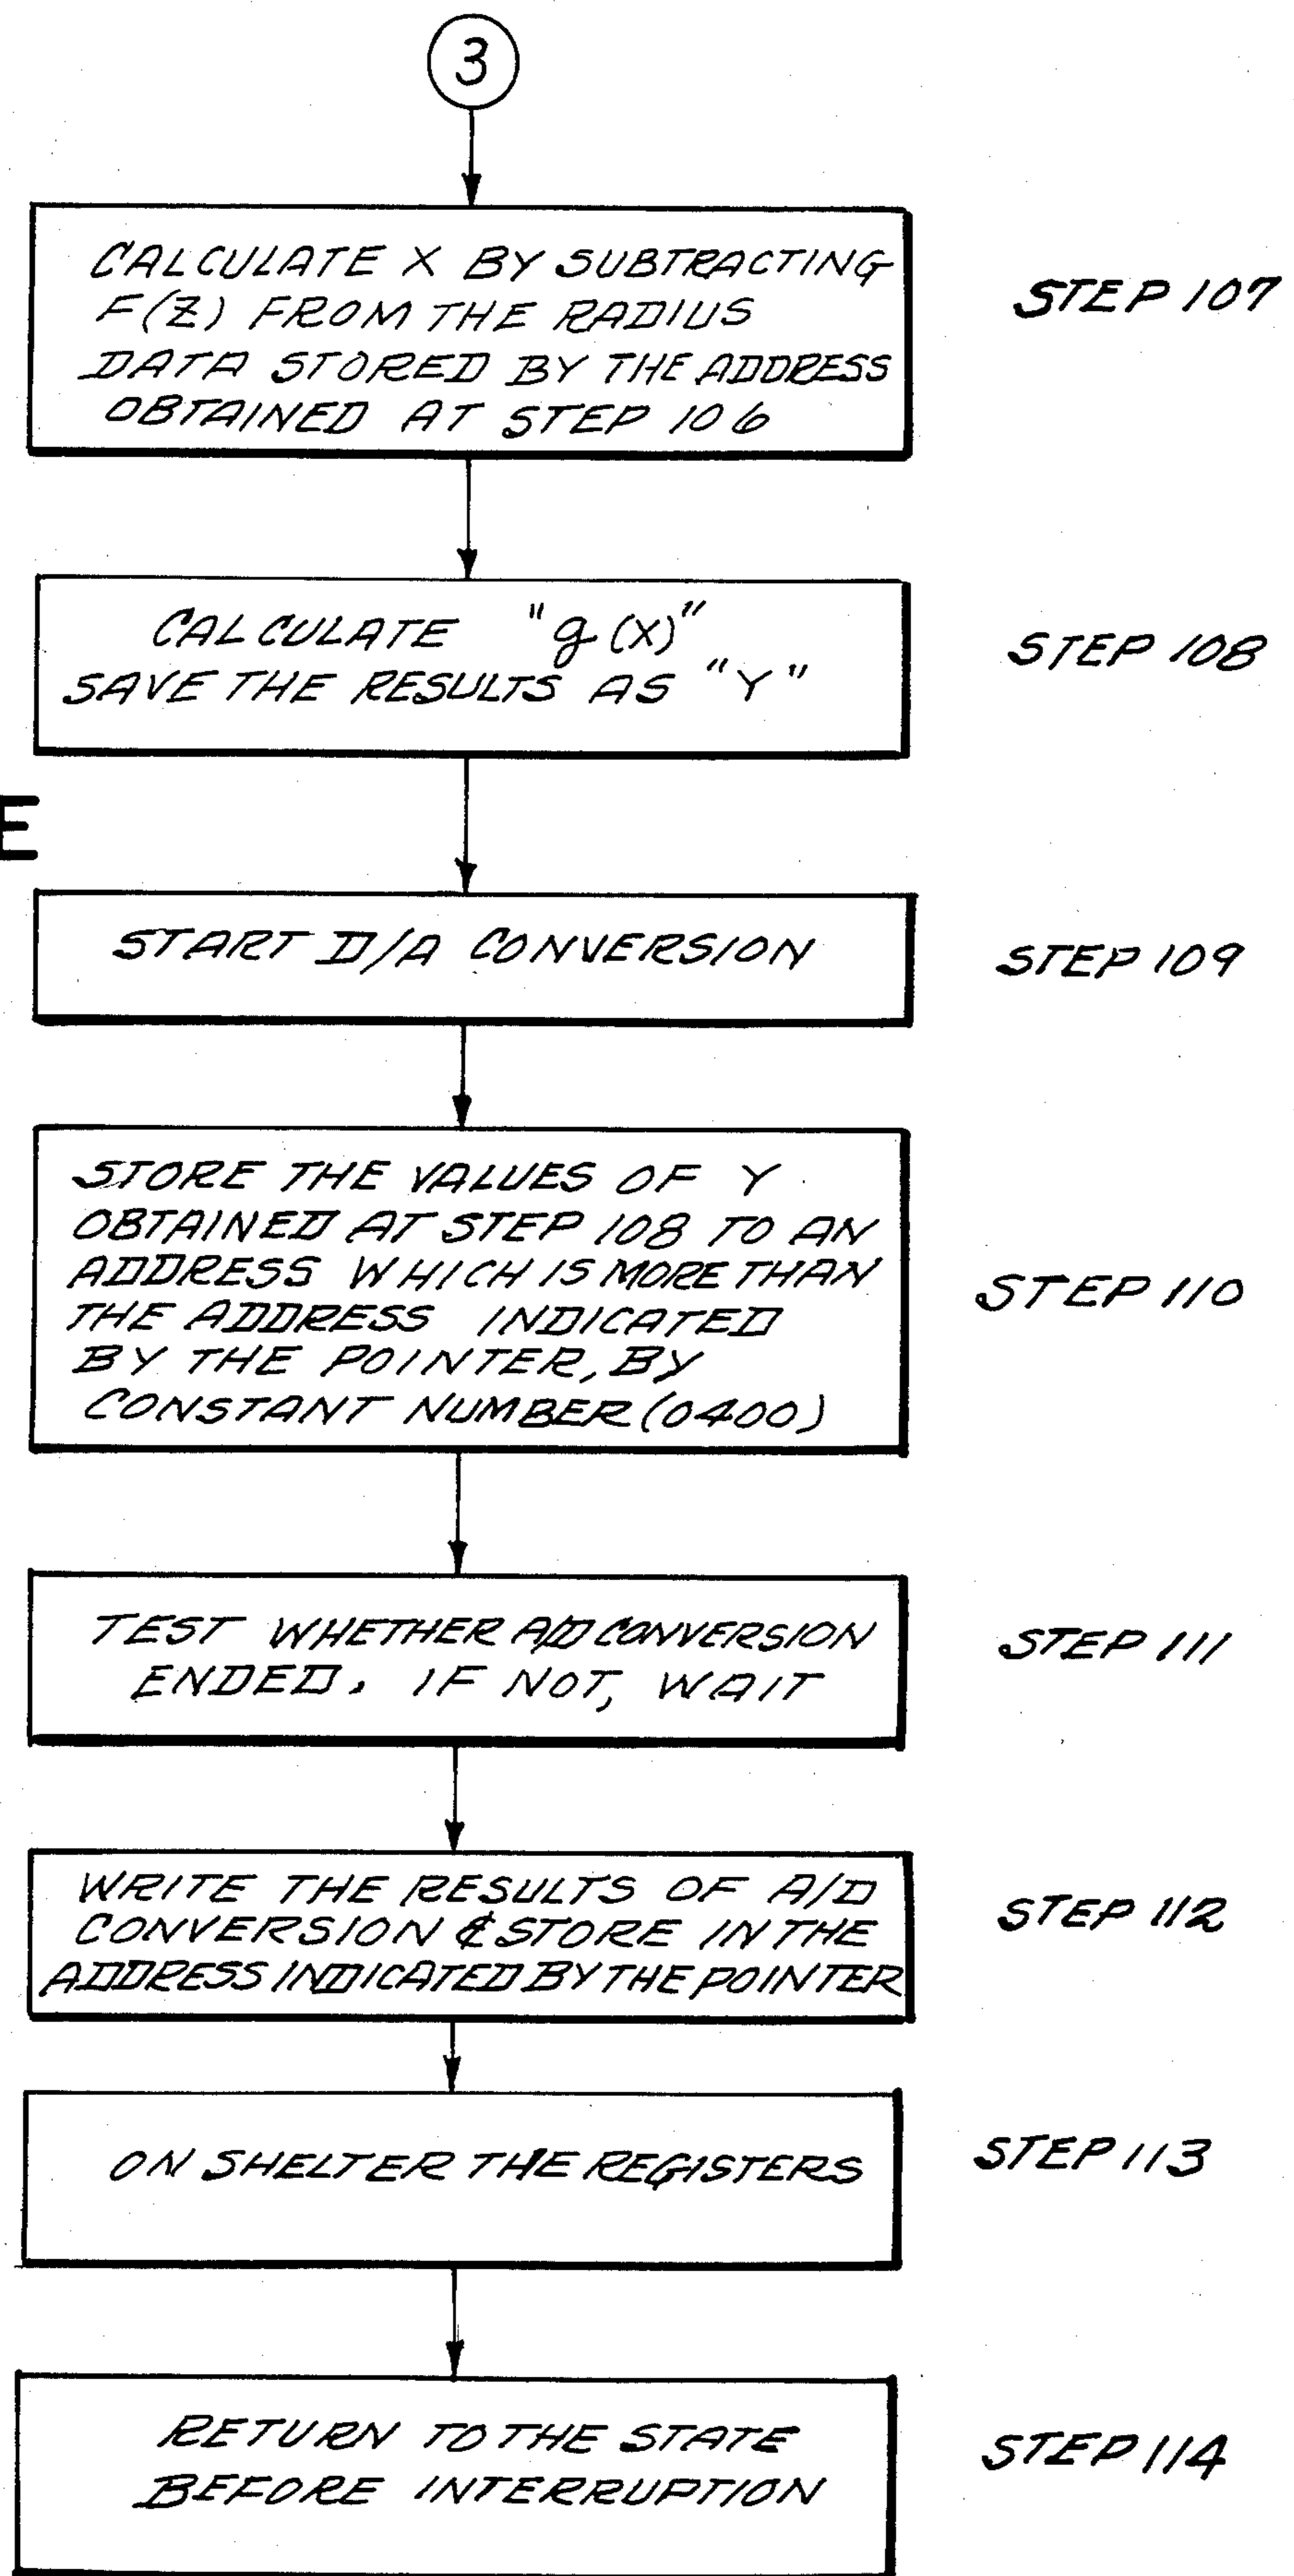 3
CALCULATE X BY SUBTRACTING
F(Z) FROM THE RADIUS
DATA STORED BY THE ADDRESS
OBTAINED AT STEP 106
STEP 107
CALCULATE "g(X)"
SAVE THE RESULTS AS "Y"
STEP 108
E
START D/A CONVERSION
STEP 109
STORE THE VALUES OF Y
OBTAINED AT STEP 108 TO AN
ADDRESS WHICH IS MORE THAN
THE ADDRESS INDICATED
BY THE POINTER, BY
CONSTANT NUMBER (0400)
STEP 110
TEST WHETHER A/D CONVERSION
ENDED. IF NOT, WAIT
STEP 111
WRITE THE RESULTS OF A/D
CONVERSION & STORE IN THE
ADDRESS INDICATED BY THE POINTER
STEP 112
ON SHELTER THE REGISTERS
STEP 113
RETURN TO THE STATE
BEFORE INTERRUPTION
STEP 114